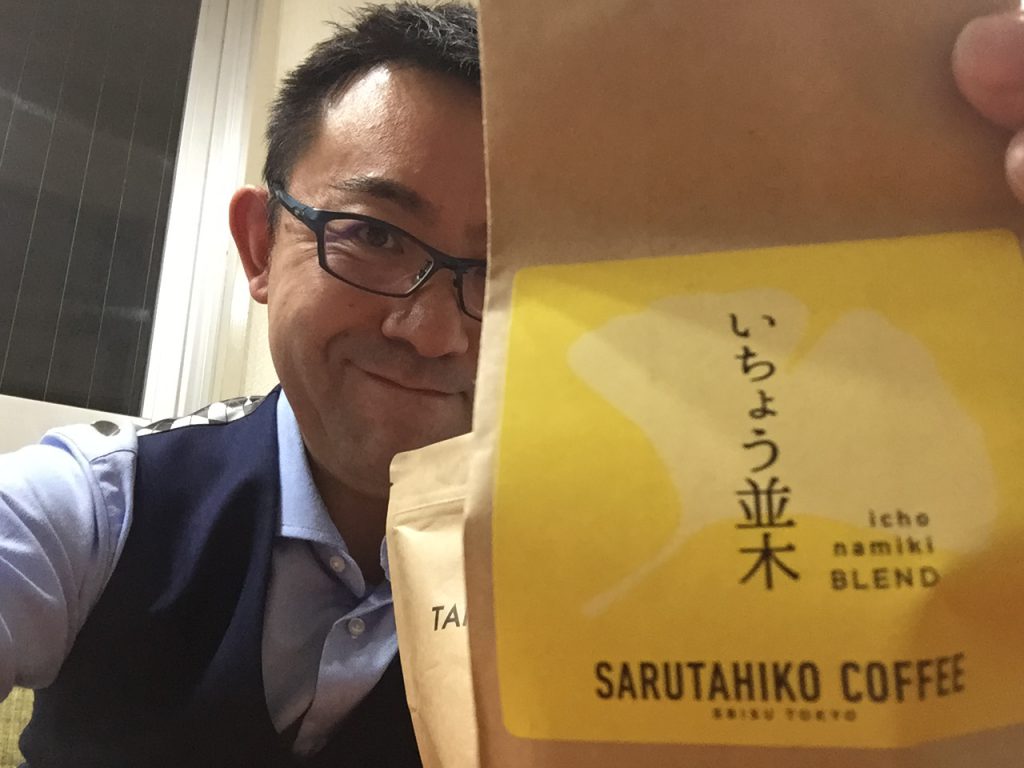 いちょう並木
icho
namiki
BLEND
SARUTAHIKO COFFEE
EBISU TOKYO